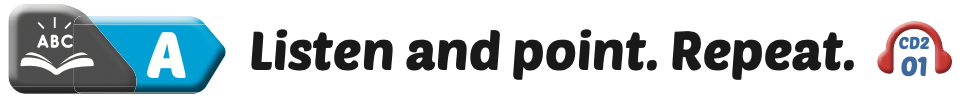 ABC A Listen and point. Repeat. CD2
01